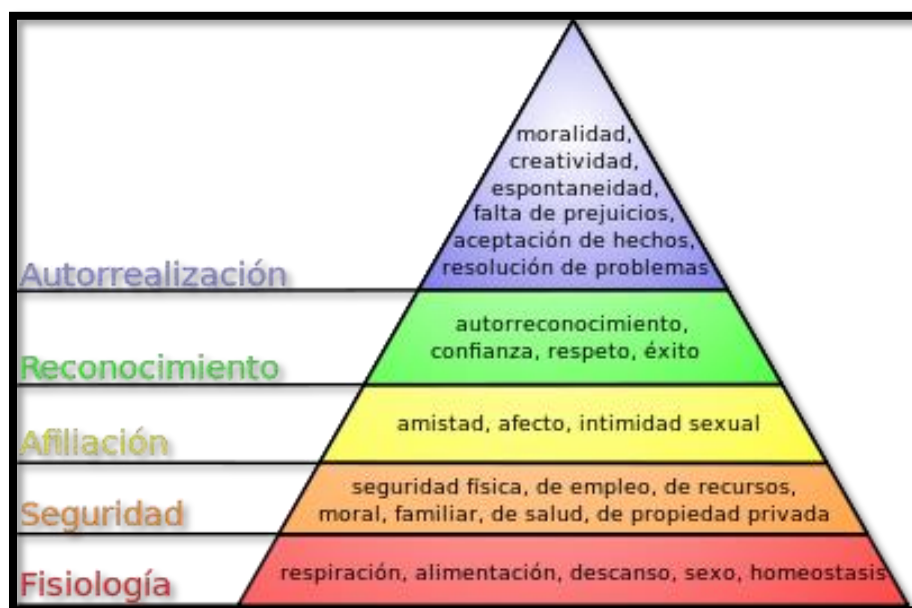 moralidad,
creatividad,
espontaneidad,
falta de prejuicios,
aceptación de hechos,
resolución de problemas
Autorrealización
autorreconocimiento,
confianza, respeto, éxito
Reconocimiento
amistad, afecto, intimidad sexual
Afiliación
seguridad física, de empleo, de recursos,
moral, familiar, de salud, de propiedad privada
Seguridad
respiración, alimentación, descanso, sexo, homeostasis
Fisiología